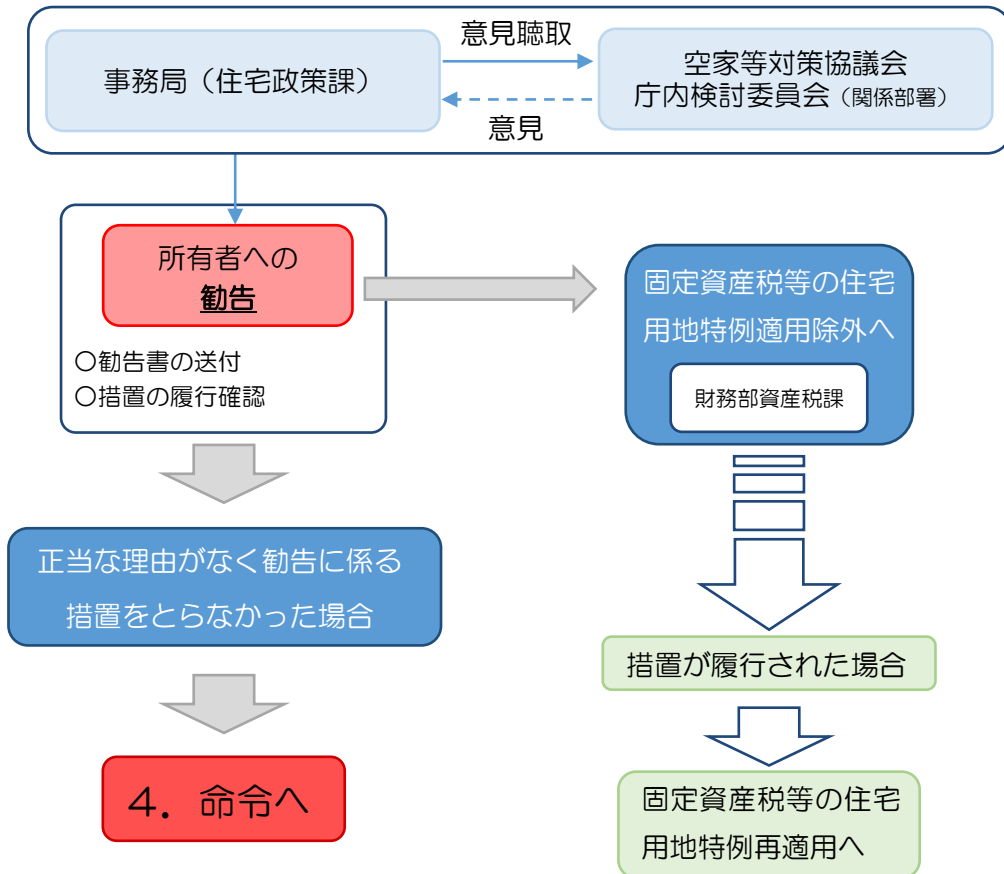 意見聴取
事務局（住宅政策課）
空家等対策協議会
庁内検討委員会（関係部署）
意見
所有者への
勧告
〇勧告書の送付
〇措置の履行確認
固定資産税等の住宅
用地特例適用除外へ
財務部資産税課
正当な理由がなく勧告に係る
措置をとらなかった場合
措置が履行された場合
４．命令へ
固定資産税等の住宅
用地特例再適用へ